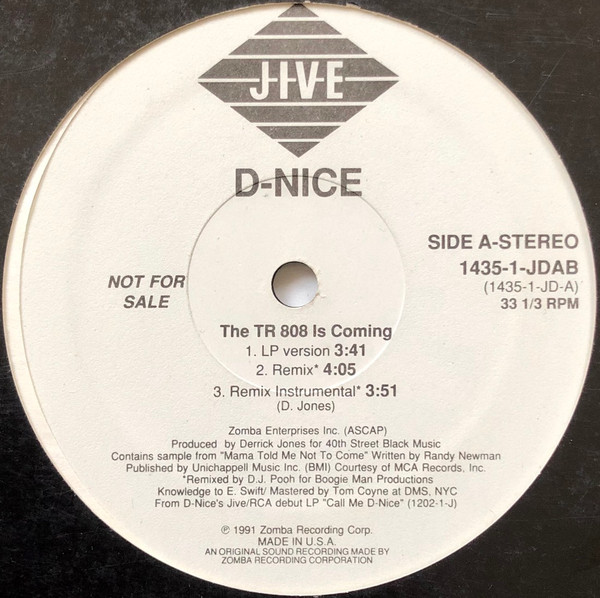 JIVE
D-NICE
SIDE A-STEREO
1435-1-JDAB
(1435-1-JD-A)
33 1/3 RPM
NOT FOR
SALE
The TR 808 Is Coming
1. LP version 3:41
2. Remix* 4:05
3. Remix Instrumental* 3:51
(D. Jones)
Zomba Enterprises Inc. (ASCAP)
Produced by Derrick Jones for 40th Street Black Music
Contains sample from "Mama Told Me Not To Come" Written by Randy Newman
Published by Unichappell Music Inc. (BMI) Courtesy of MCA Records, Inc.
*Remixed by D.J. Pooh for Boogie Man Productions
Knowledge to E. Swift/ Mastered by Tom Coyne at DMS, NYC
From D-Nice's Jive/RCA debut LP "Call Me D-Nice" (1202-1-J)
℗ 1991 Zomba Recording Corp.
MADE IN U.S.A.
AN ORIGINAL SOUND RECORDING MADE BY
ZOMBA RECORDING CORPORATION